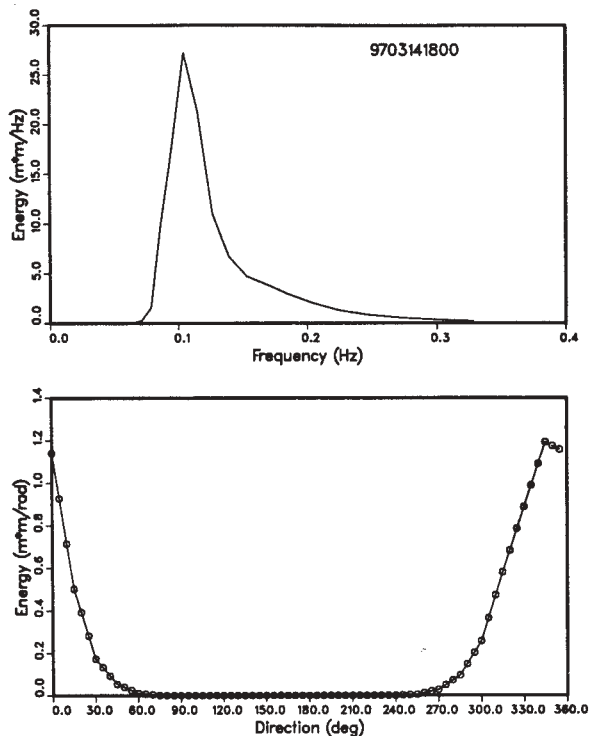 30.0
25.0
20.0
15.0
10.0
5.0
0.0
Energy (m*m/Hz)
9703141800
0.0 0.1 0.2 0.3 0.4
Frequency (Hz)
1.4
1.2
1.0
0.8
0.6
0.4
0.2
0.0
Energy (m*m/rad)
0.0 30.0 60.0 90.0 120.0 150.0 180.0 210.0 240.0 270.0 300.0 330.0 360.0
Direction (deg)